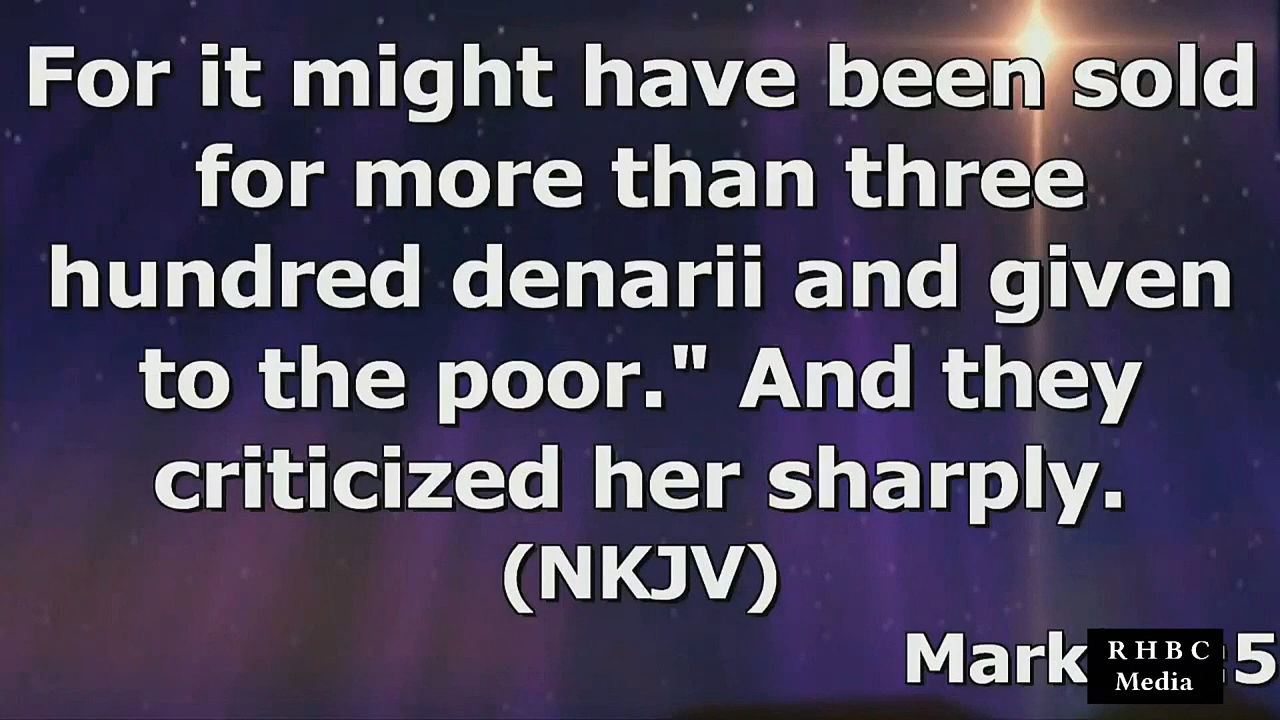 For it might have been sold
for more than three
hundred denarii and given
to the poor." And they
criticized her sharply.
(NKJV)
Mark :5
RHBC
Media